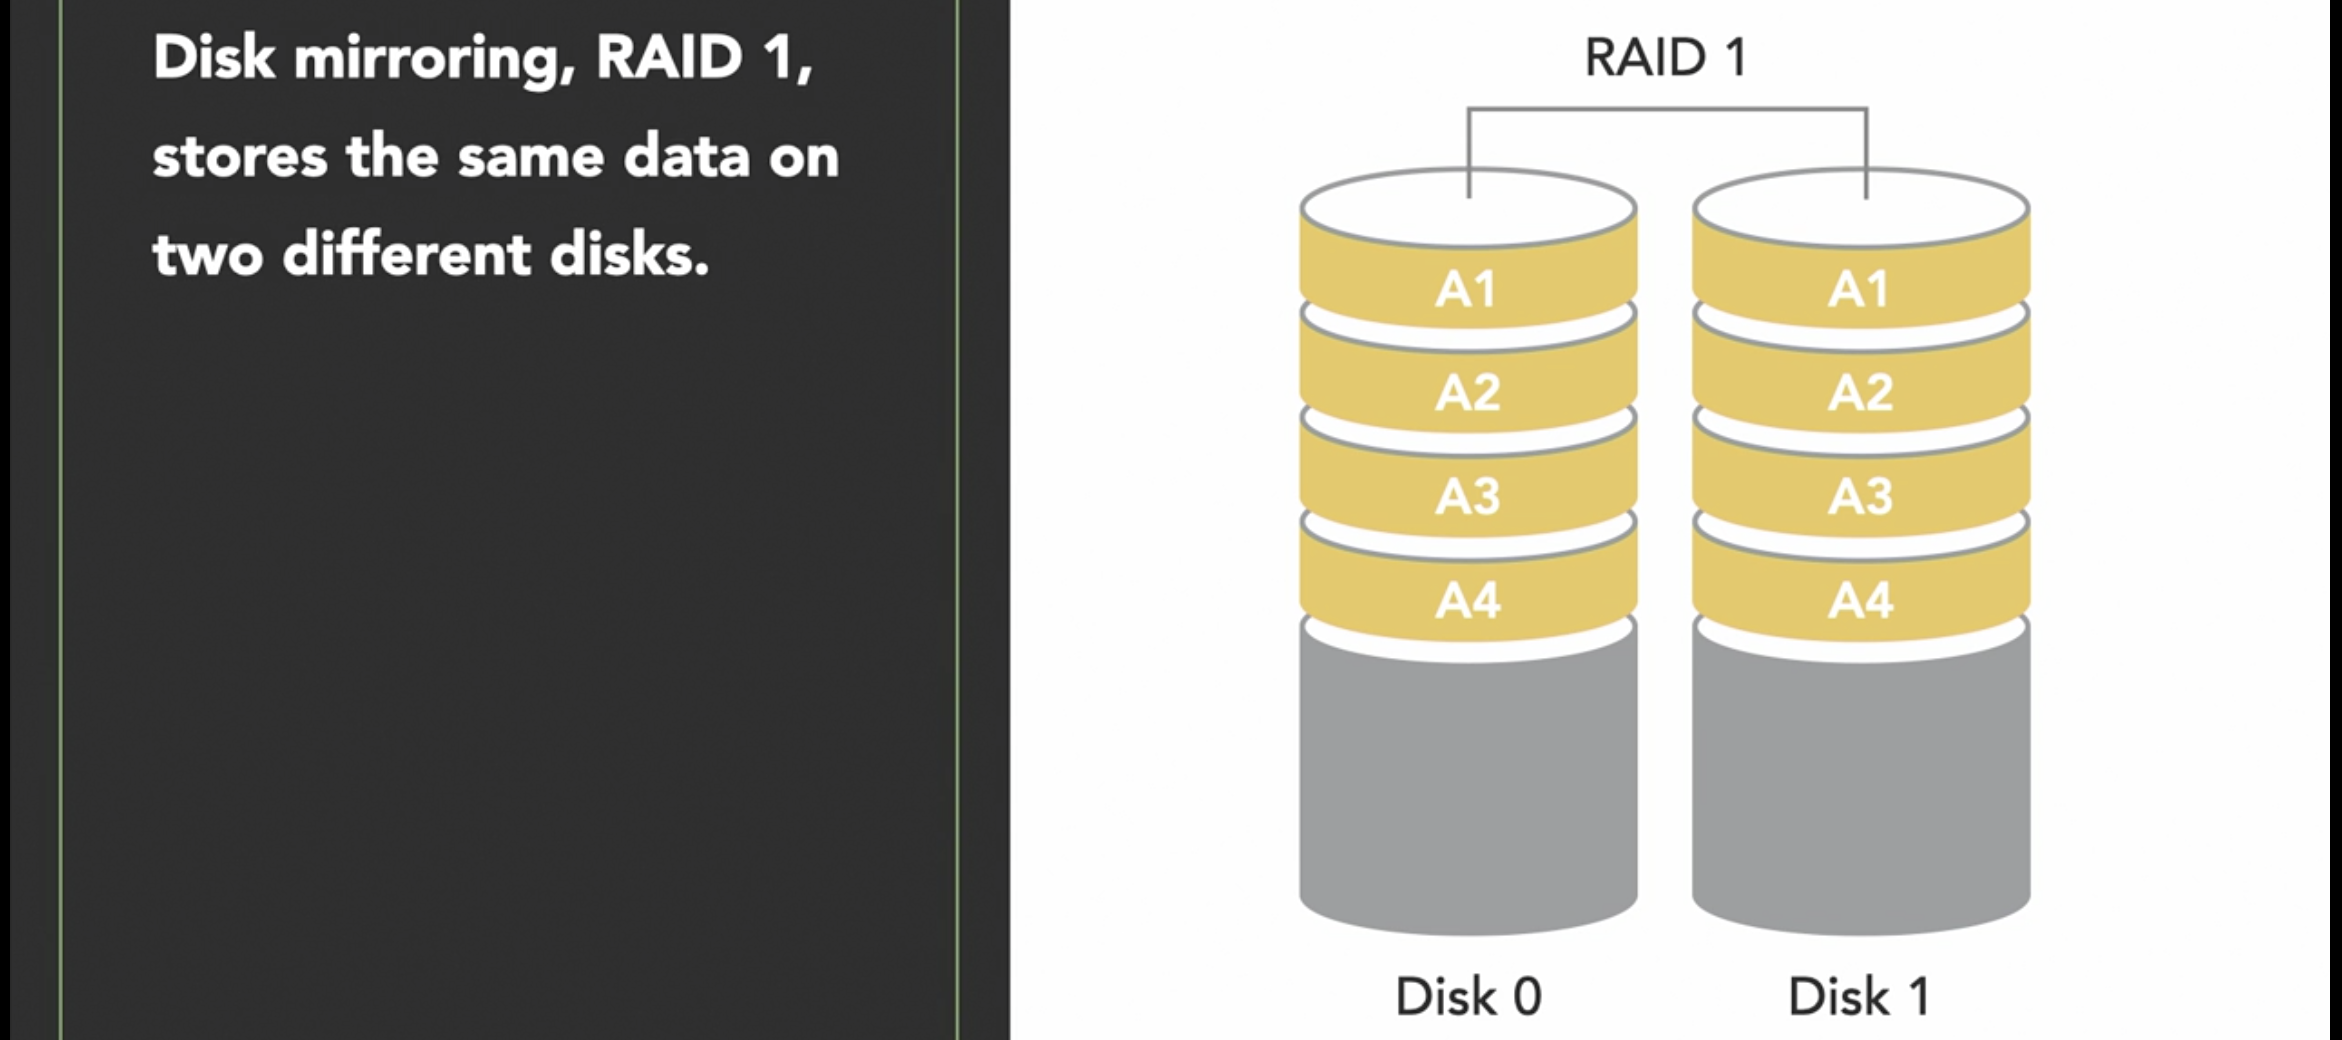 Disk mirroring, RAID 1,
stores the same data on
two different disks.
RAID 1
A1
A1
A2
A2
A3
A3
A4
A4
Disk 0
Disk 1